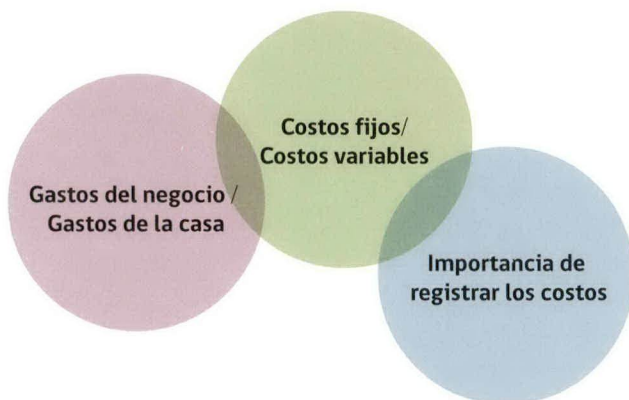 Costos fijos/
Costos variables
Gastos del negocio /
Gastos de la casa
Importancia de
registrar los costos